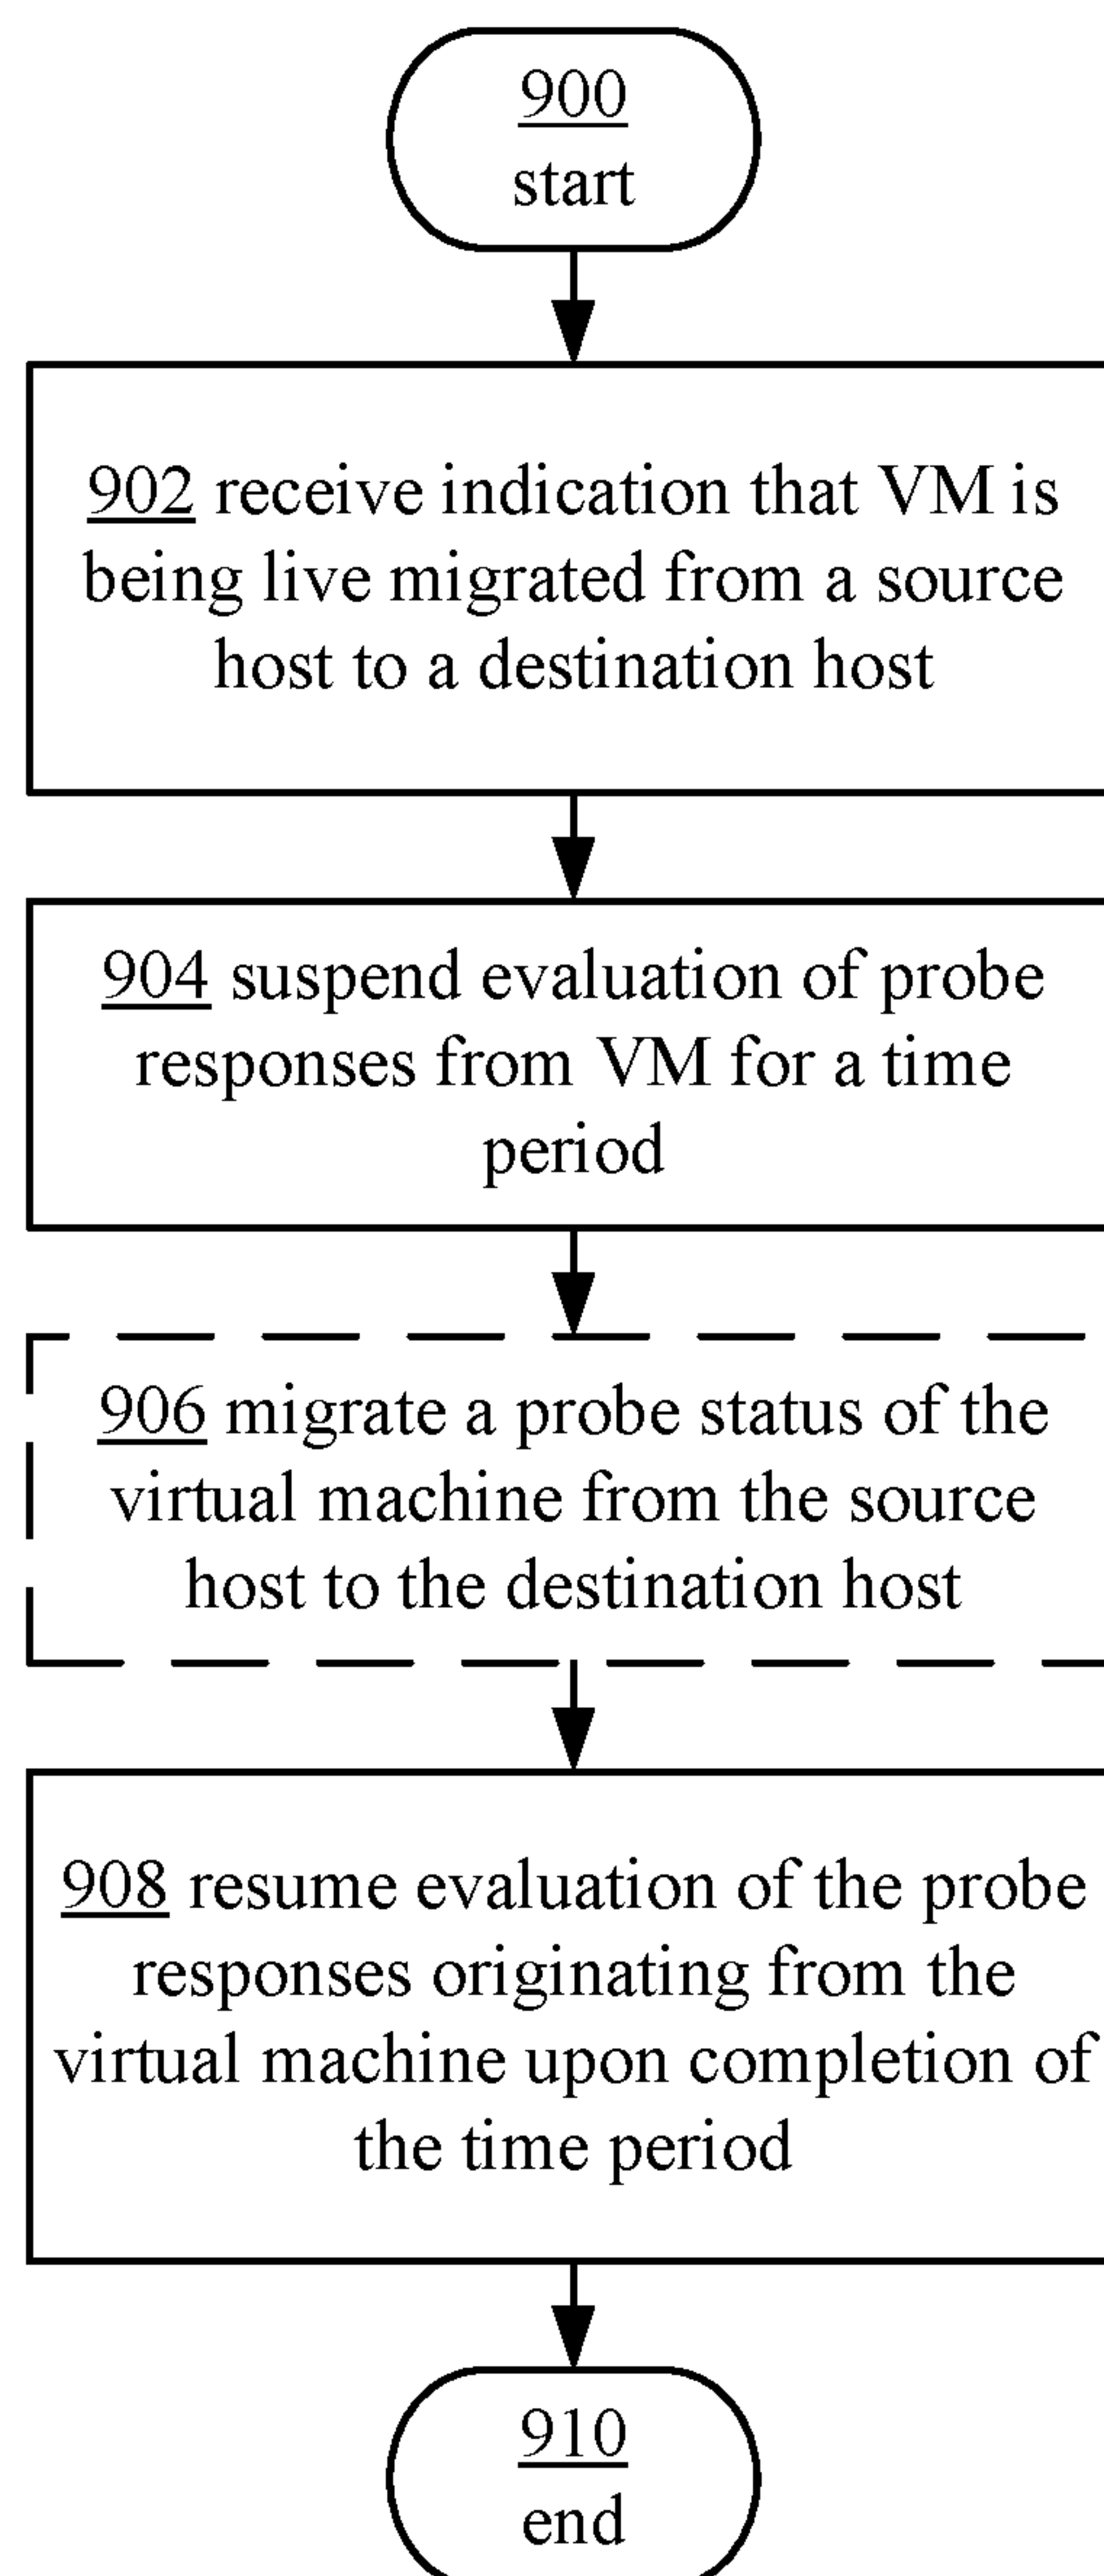 900
start
902 receive indication that VM is
being live migrated from a source
host to a destination host
904 suspend evaluation of probe
responses from VM for a time
period
906 migrate a probe status of the
virtual machine from the source
host to the destination host
908 resume evaluation of the probe
responses originating from the
virtual machine upon completion of
the time period
910
end